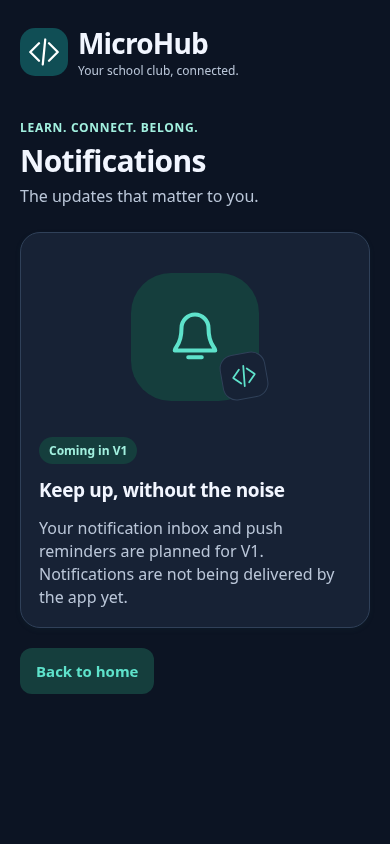 MicroHub
Your school club, connected.
LEARN. CONNECT. BELONG.
Notifications
The updates that matter to you.
Coming in V1
Keep up, without the noise
Your notification inbox and push
reminders are planned for V1.
Notifications are not being delivered by
the app yet.
Back to home